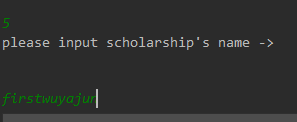 5
please input scholarship's name ->
firstwuyajun